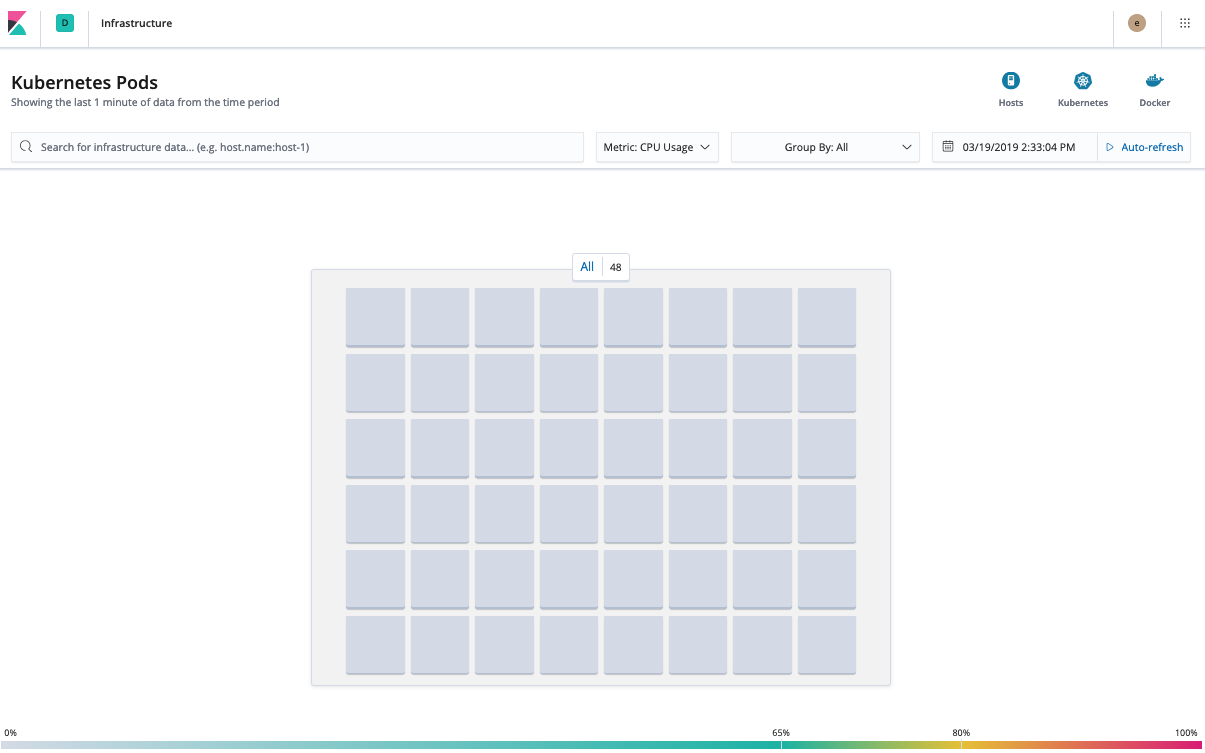 D
Infrastructure
e
Kubernetes Pods
Showing the last 1 minute of data from the time period
Hosts
Kubernetes
Docker
Search for infrastructure data... (e.g. host.name:host-1)
Metric: CPU Usage
Group By: All
03/19/2019 2:33:04 PM
Auto-refresh
All
48
0%
65%
80%
100%